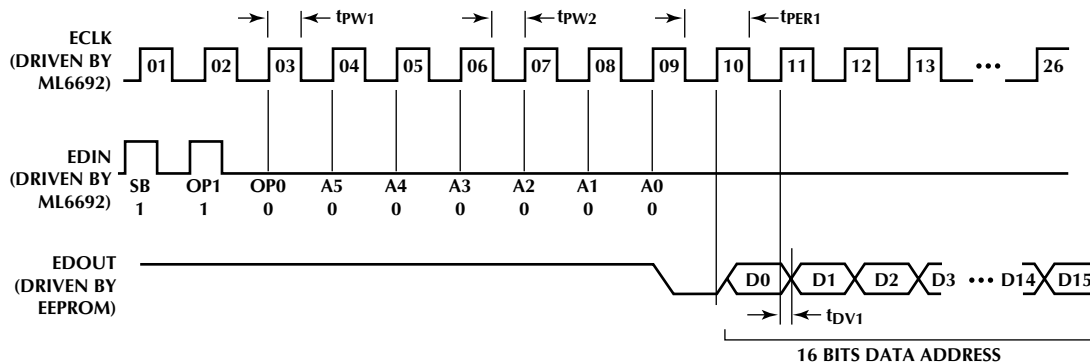 tPW1 tPW2 tPER1
ECLK
(DRIVEN BY
ML6692)
01 02 03 04 05 06 07 08 09 10 11 12 13 ••• 26
EDIN
(DRIVEN BY
ML6692)
SB OP1 OP0 A5 A4 A3 A2 A1 A0
1 1 0 0 0 0 0 0 0
EDOUT
(DRIVEN BY
EEPROM)
D0 D1 D2 D3 ••• D14 D15
tDV1
16 BITS DATA ADDRESS